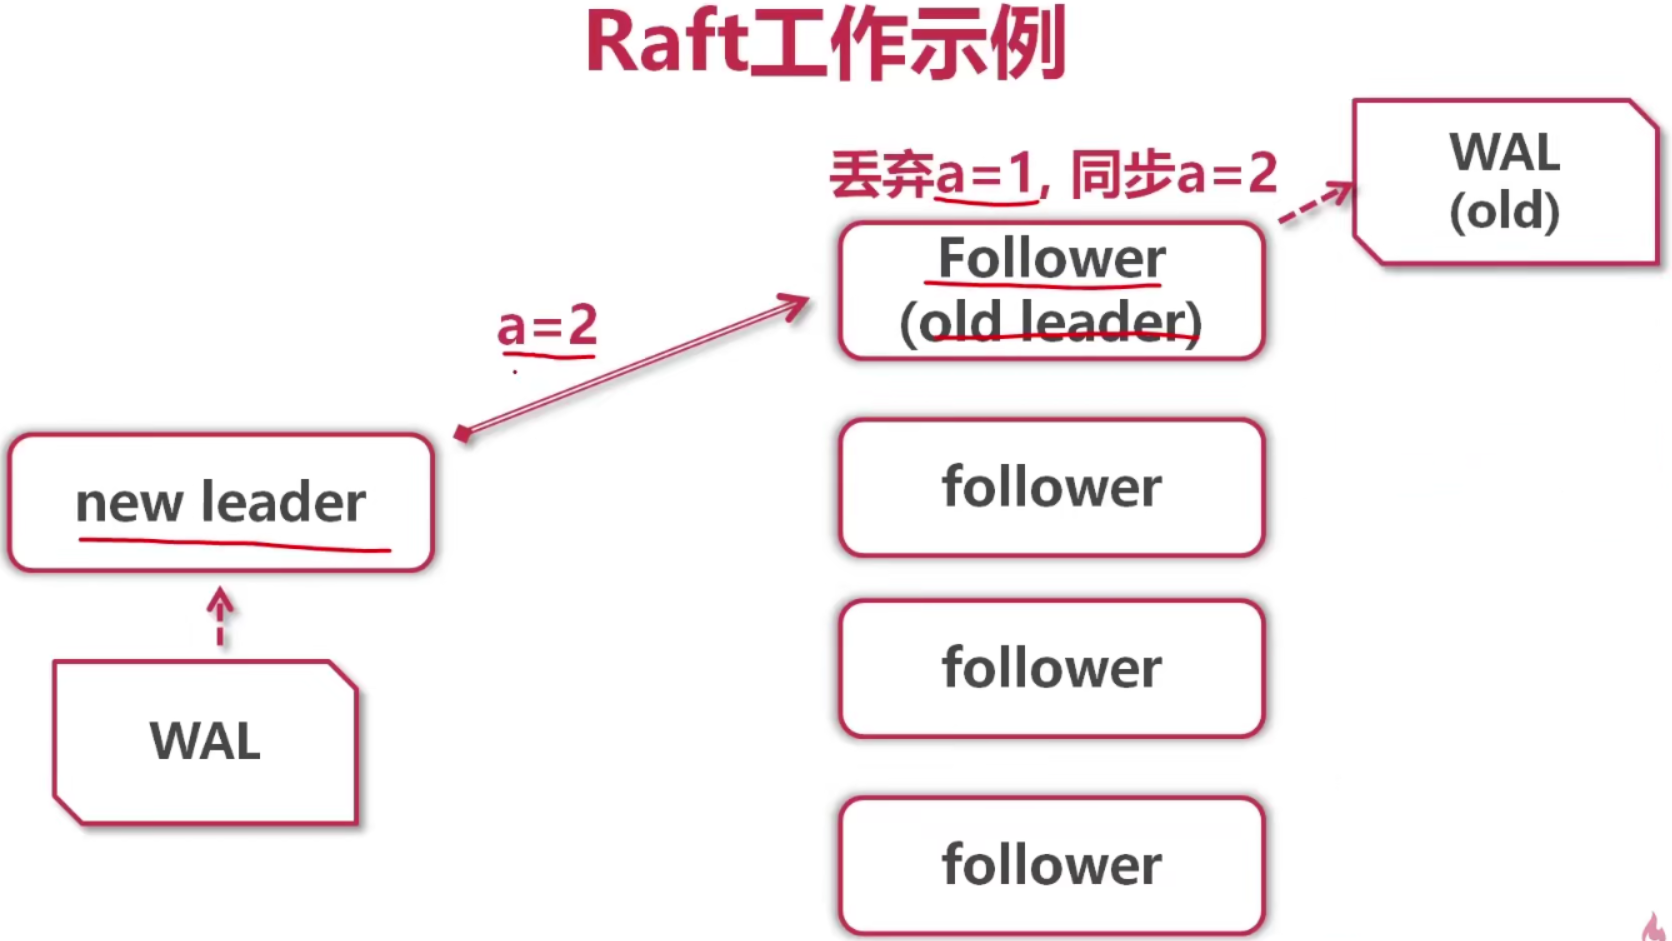 Raft工作示例
丢弃a=1, 同步a=2
WAL
(old)
Follower
(old leader)
a=2
follower
new leader
follower
WAL
follower